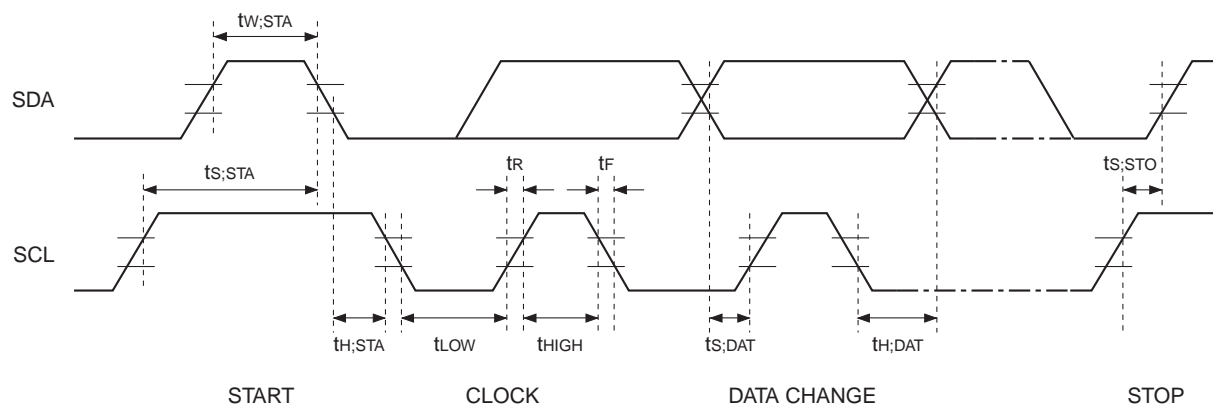 tW;STA
SDA
tS;STA
tR
tF
tS;STO
SCL
tH;STA
tLOW
tHIGH
tS;DAT
tH;DAT
START
CLOCK
DATA CHANGE
STOP